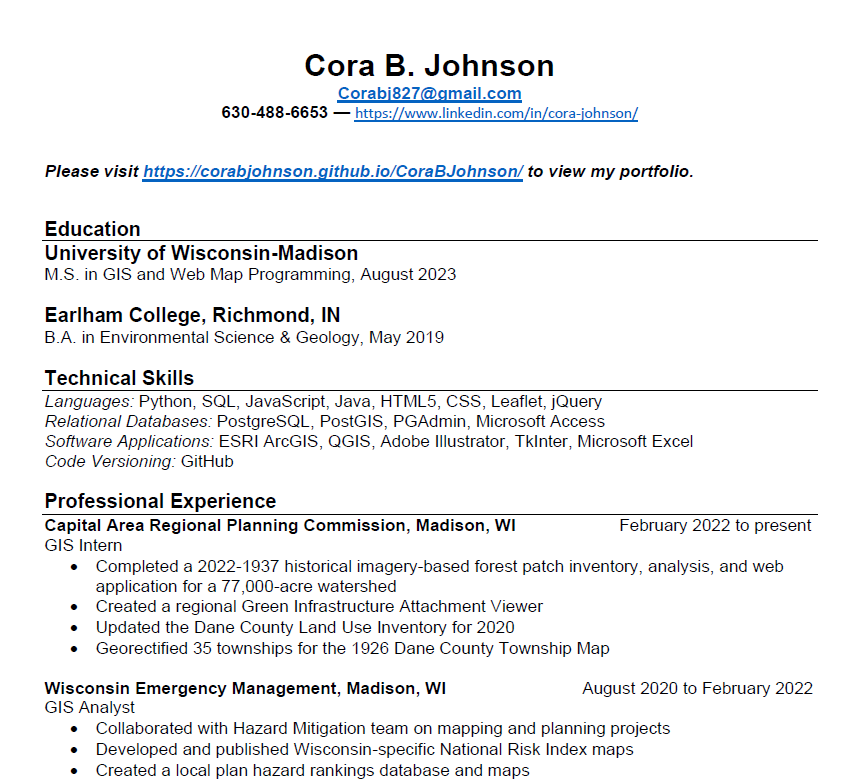 Cora B. Johnson
Corabj827@gmail.com
630-488-6653 — https://www.linkedin.com/in/cora-johnson/
Please visit https://corabjohnson.github.io/CoraBJohnson/ to view my portfolio.
Education
University of Wisconsin-Madison
M.S. in GIS and Web Map Programming, August 2023
Earlham College, Richmond, IN
B.A. in Environmental Science & Geology, May 2019
Technical Skills
Languages: Python, SQL, JavaScript, Java, HTML5, CSS, Leaflet, jQuery
Relational Databases: PostgreSQL, PostGIS, PGAdmin, Microsoft Access
Software Applications: ESRI ArcGIS, QGIS, Adobe Illustrator, TkInter, Microsoft Excel
Code Versioning: GitHub
Professional Experience
Capital Area Regional Planning Commission, Madison, WI February 2022 to present
GIS Intern
• Completed a 2022-1937 historical imagery-based forest patch inventory, analysis, and web
application for a 77,000-acre watershed
• Created a regional Green Infrastructure Attachment Viewer
• Updated the Dane County Land Use Inventory for 2020
• Georectified 35 townships for the 1926 Dane County Township Map
Wisconsin Emergency Management, Madison, WI August 2020 to February 2022
GIS Analyst
• Collaborated with Hazard Mitigation team on mapping and planning projects
• Developed and published Wisconsin-specific National Risk Index maps
• Created a local plan hazard rankings database and maps